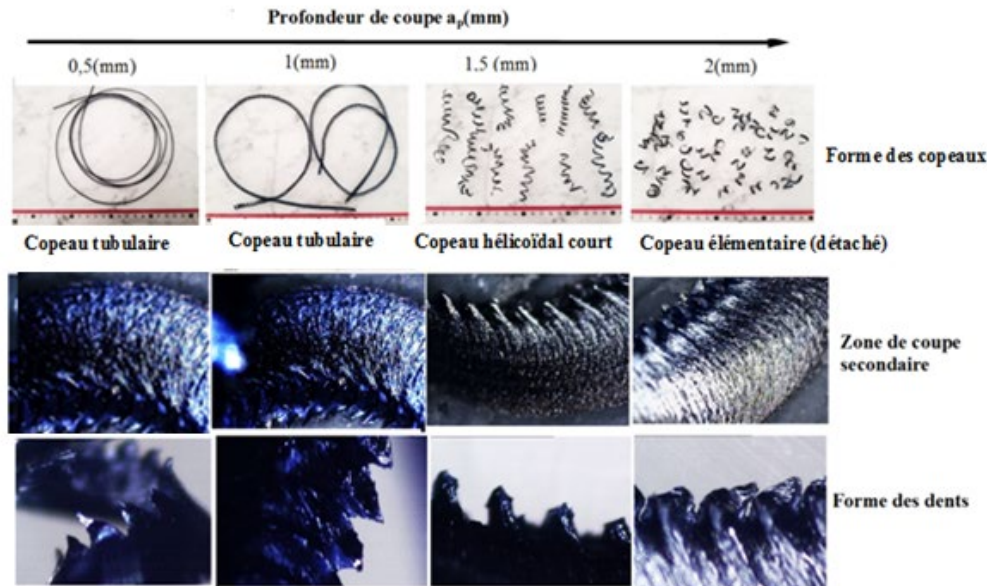 Profondeur de coupe aₚ(mm)
0,5(mm)
1(mm)
1.5 (mm)
2(mm)
Forme des copeaux
Copeau tubulaire
Copeau tubulaire
Copeau hélicoïdal court
Copeau élémentaire (détaché)
Zone de coupe
secondaire
Forme des dents